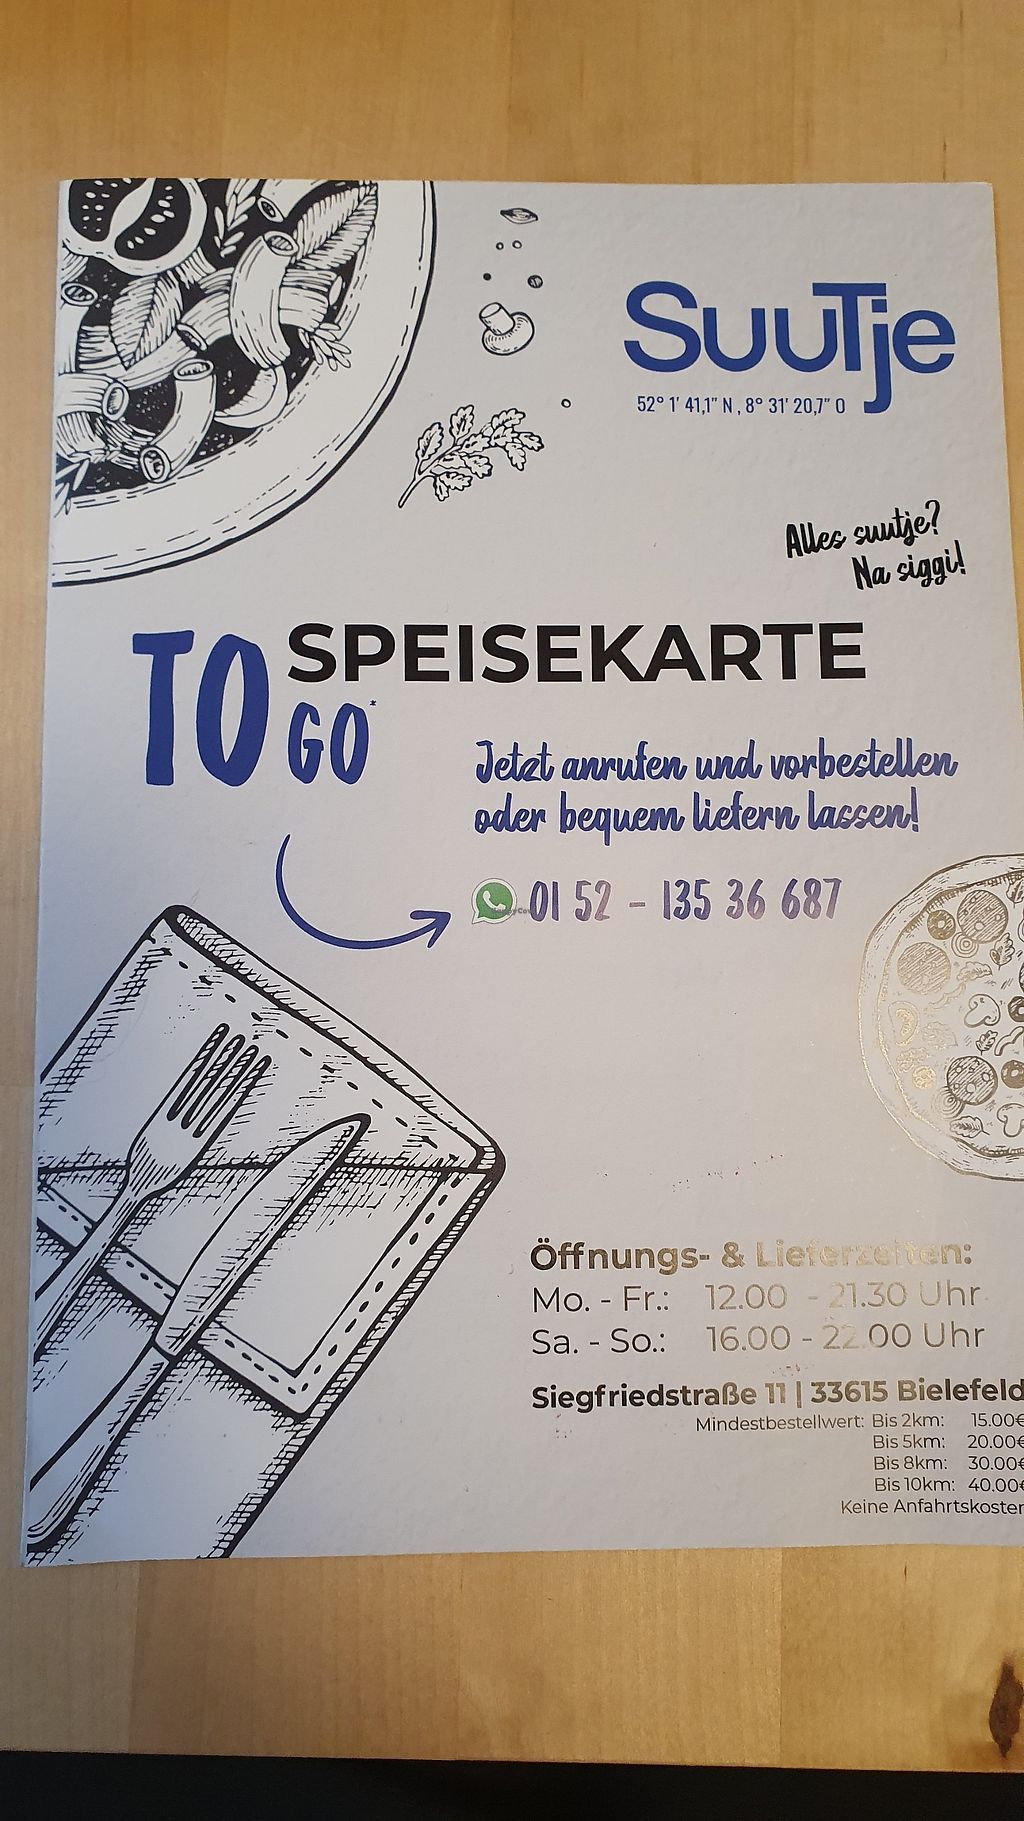 SuuTje
52° 1' 41,1" N , 8° 31' 20,7" O
Alles suutje?
Na siggi!
TO GO*
SPEISEKARTE
Jetzt anrufen und vorbestellen
oder bequem liefern lassen!
01 52 - 135 36 687
Öffnungs- & Lieferzeiten:
Mo. - Fr.: 12.00 - 21.30 Uhr
Sa. - So.: 16.00 - 22.00 Uhr
Siegfriedstraße 11 | 33615 Bielefeld
Mindestbestellwert: Bis 2km: 15.00€
Bis 5km: 20.00€
Bis 8km: 30.00€
Bis 10km: 40.00€
Keine Anfahrtskosten